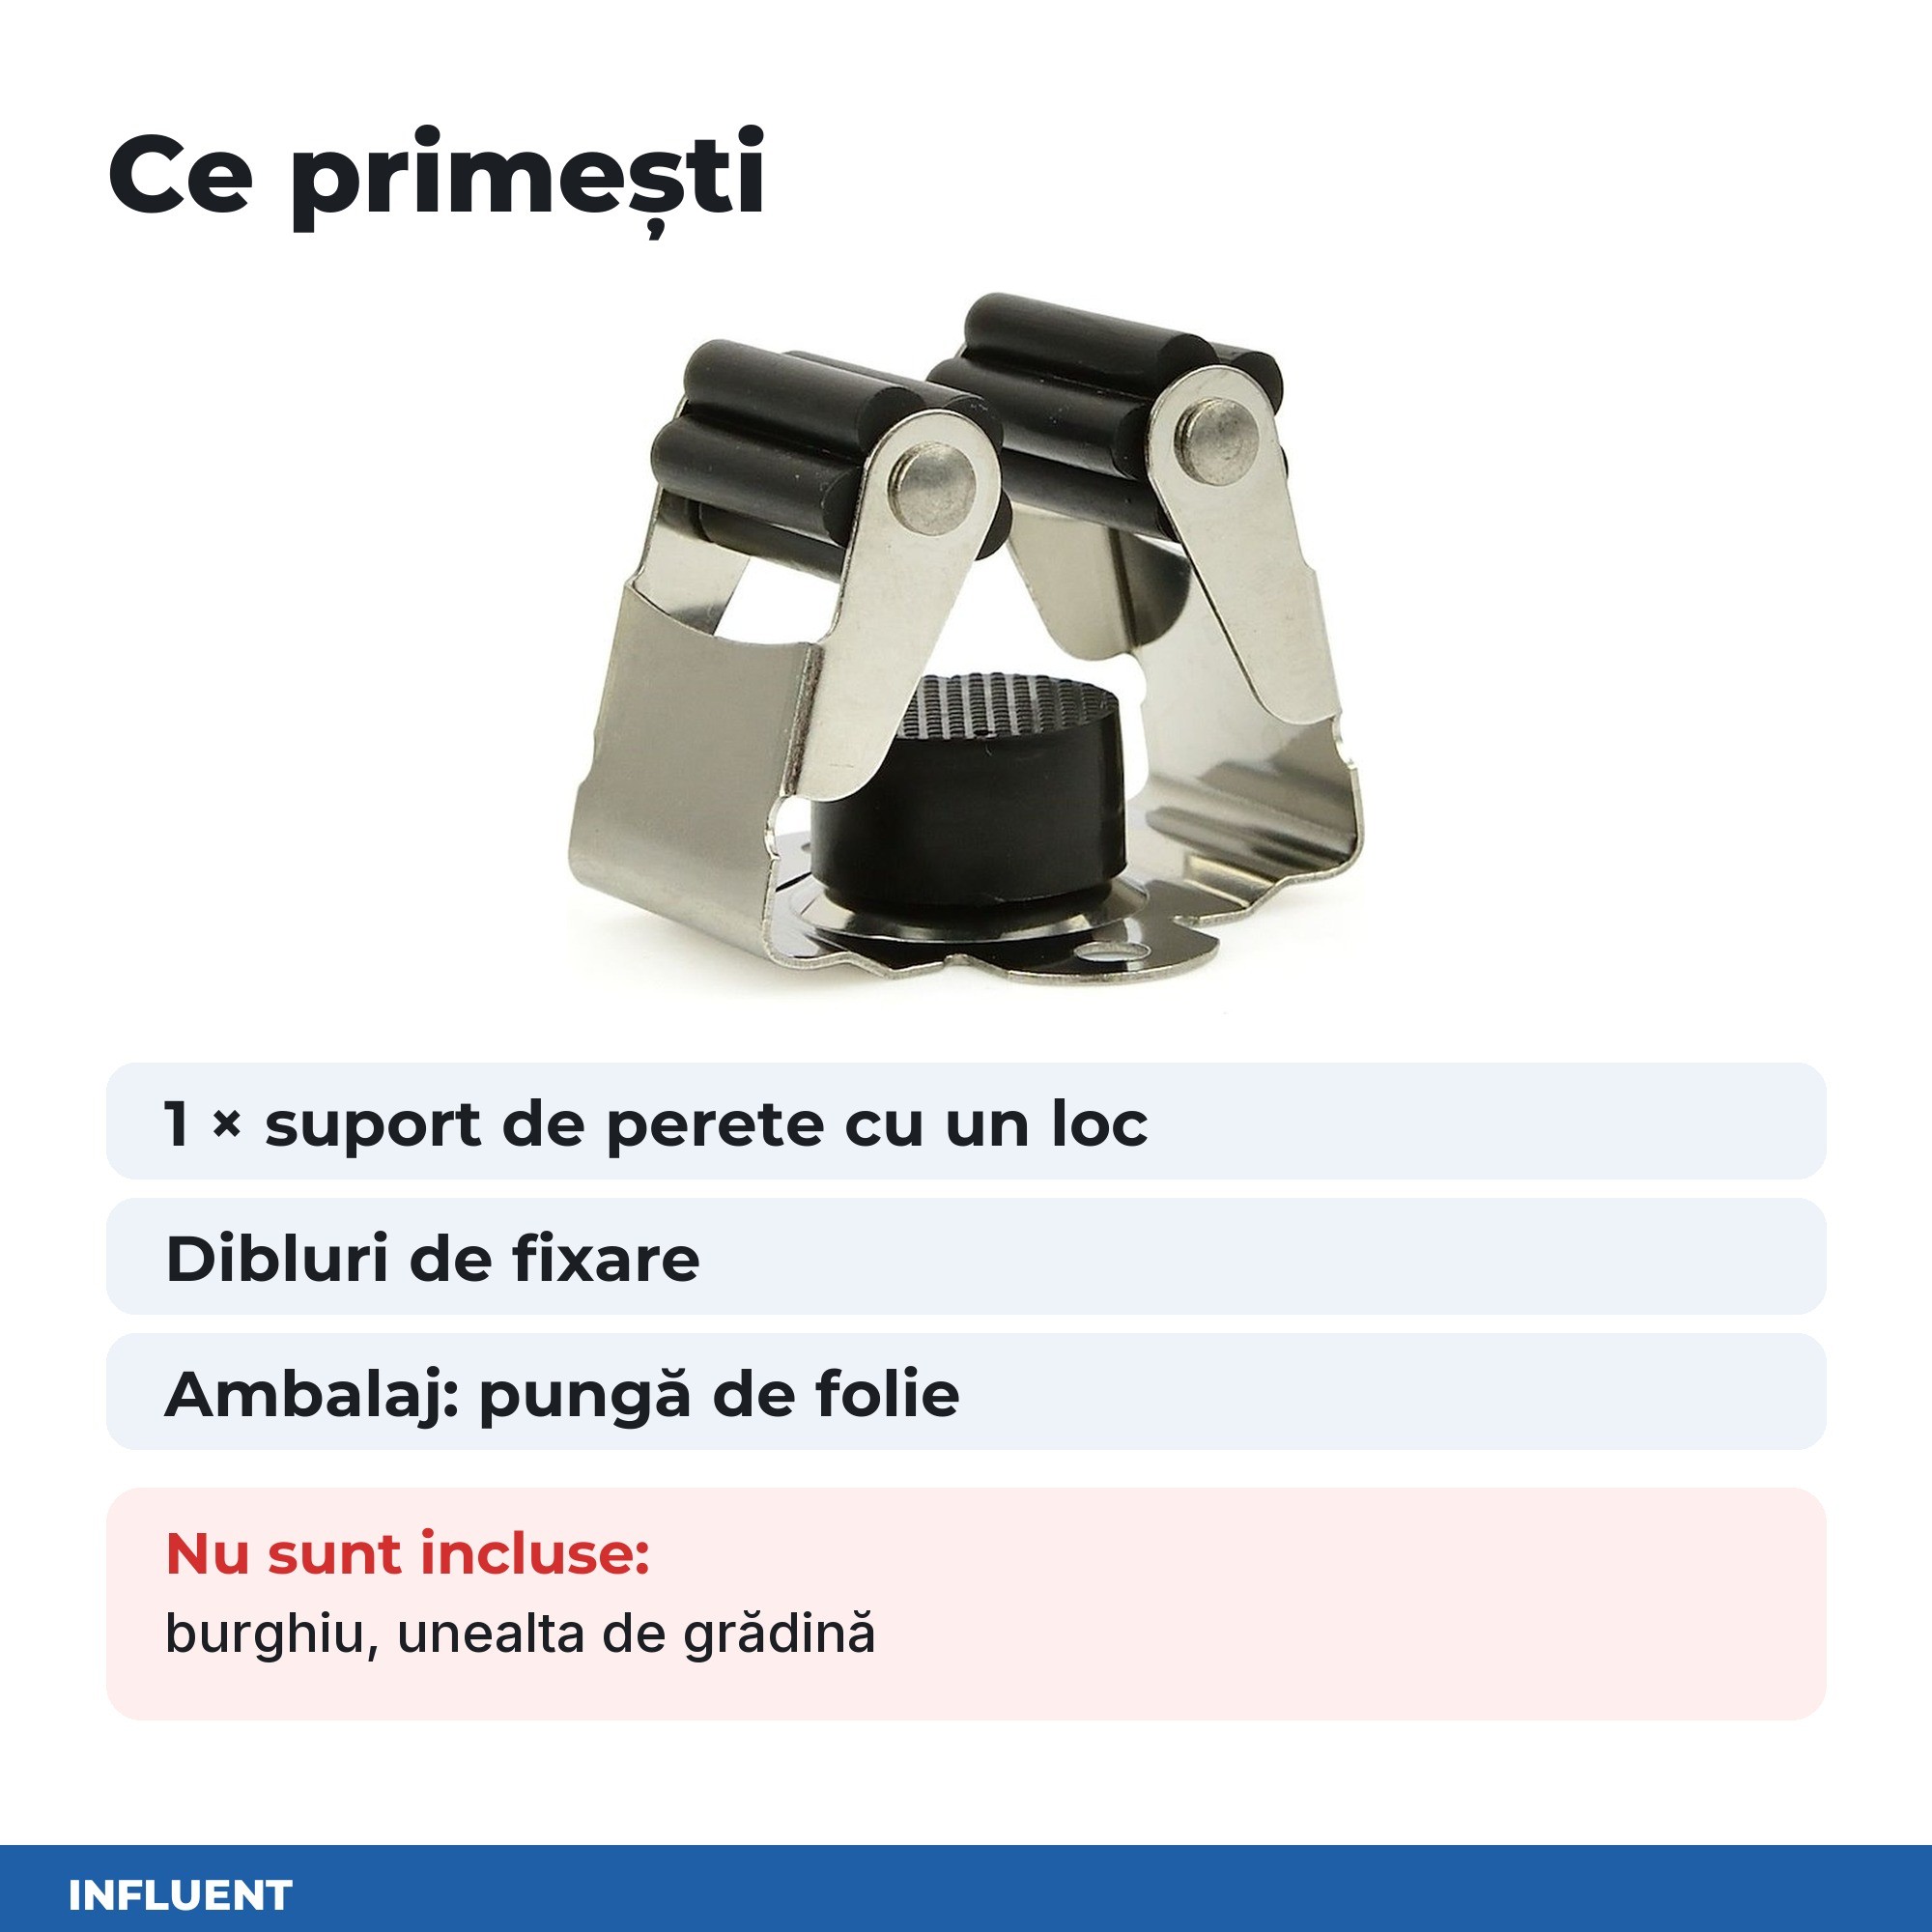 Ce primești
1 × suport de perete cu un loc
Dibluri de fixare
Ambalaj: pungă de folie
Nu sunt incluse:
burghiu, unealta de grădină
INFLUENT